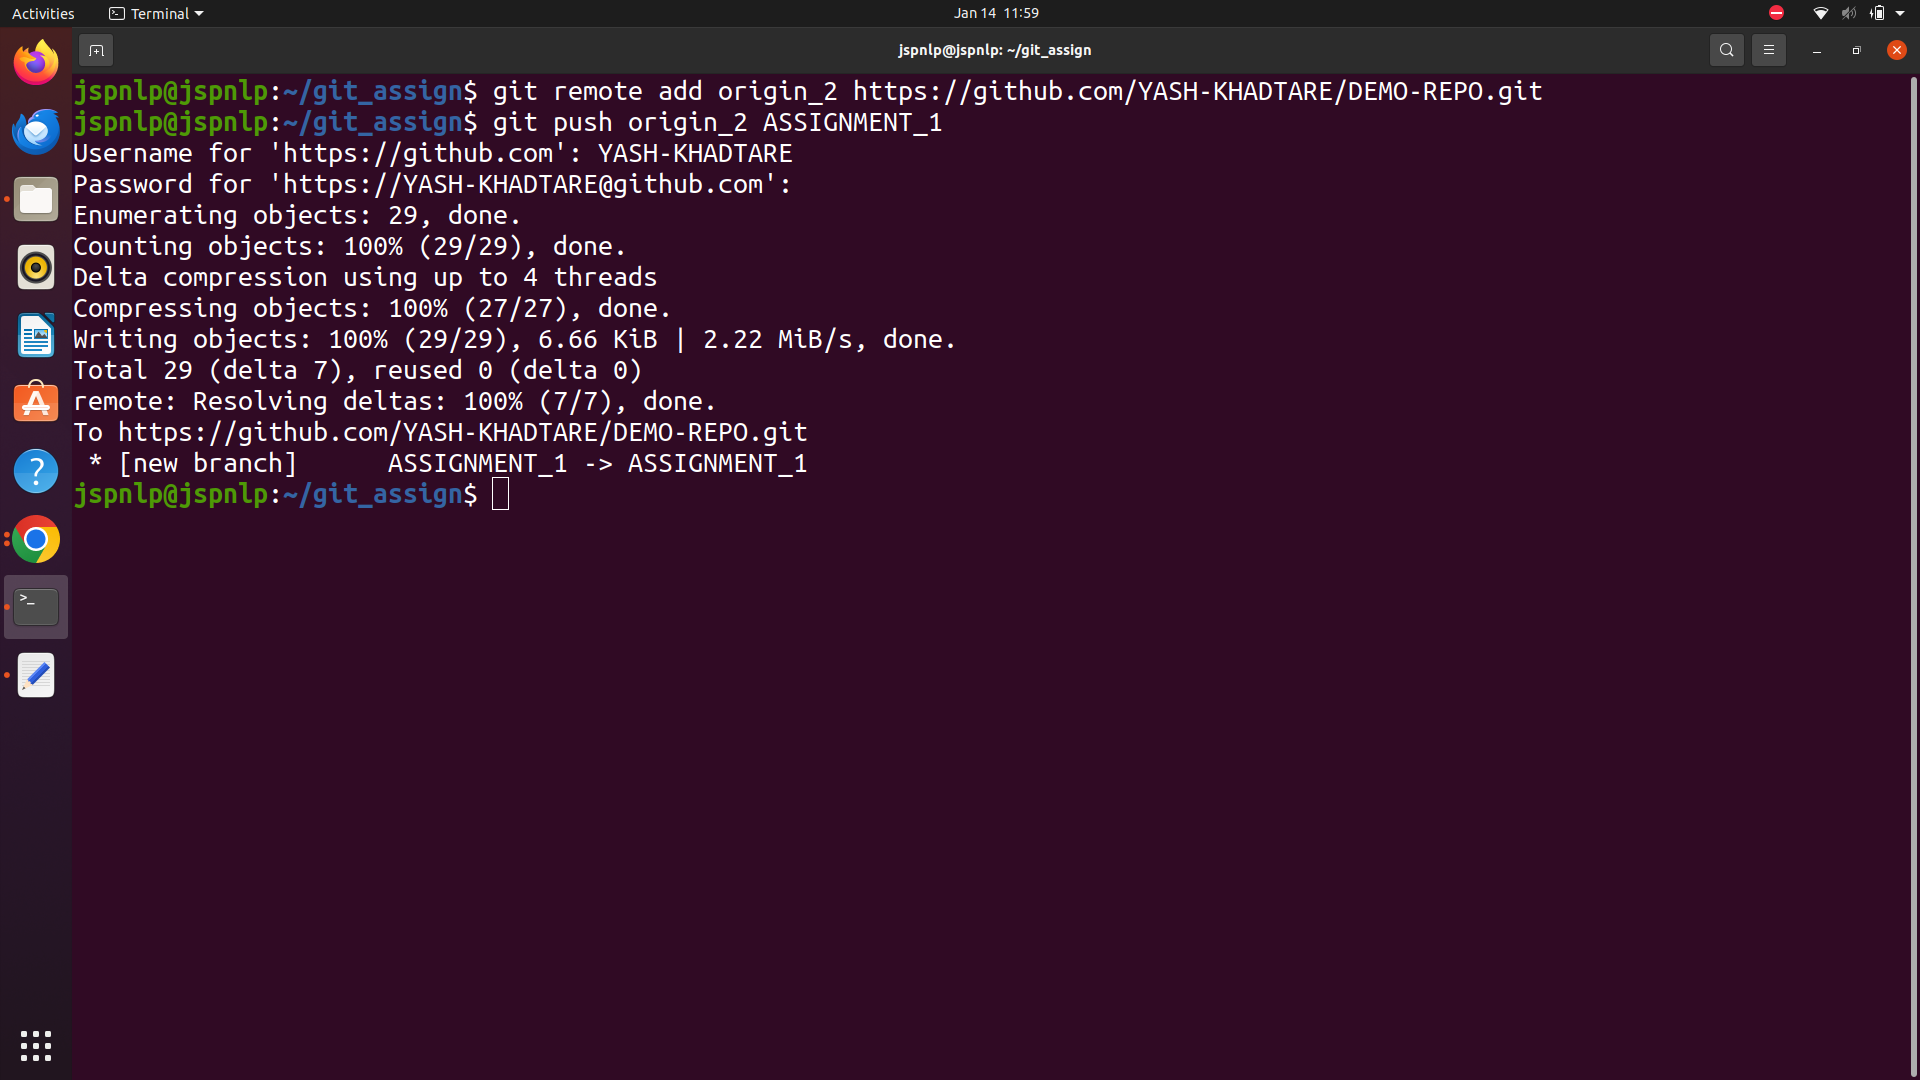 Activities
Terminal
Jan 14 11:59
jspnlp@jspnlp: ~/git_assign
jspnlp@jspnlp:~/git_assign$ git remote add origin_2 https://github.com/YASH-KHADTARE/DEMO-REPO.git
jspnlp@jspnlp:~/git_assign$ git push origin_2 ASSIGNMENT_1
Username for 'https://github.com': YASH-KHADTARE
Password for 'https://YASH-KHADTARE@github.com':
Enumerating objects: 29, done.
Counting objects: 100% (29/29), done.
Delta compression using up to 4 threads
Compressing objects: 100% (27/27), done.
Writing objects: 100% (29/29), 6.66 KiB | 2.22 MiB/s, done.
Total 29 (delta 7), reused 0 (delta 0)
remote: Resolving deltas: 100% (7/7), done.
To https://github.com/YASH-KHADTARE/DEMO-REPO.git
 * [new branch]      ASSIGNMENT_1 -> ASSIGNMENT_1
jspnlp@jspnlp:~/git_assign$